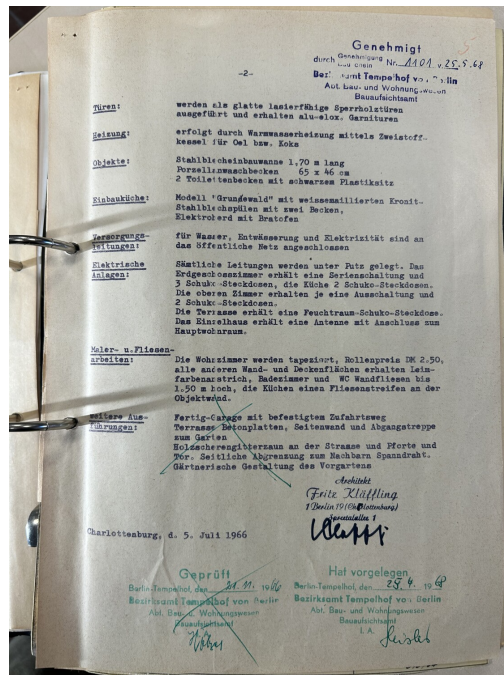 Genehmigt
durch Genehmigung Nr. 1101 v. 25.5.68
Bezirksamt Tempelhof von Berlin
Abt. Bau- und Wohnungswesen
Bauaufsichtsamt
-2-
Türen: werden als glatte lasierfähige Sperrholztüren
ausgeführt und erhalten alu-elox. Garnituren
Heizung: erfolgt durch Warmwasserheizung mittels Zweistoff-
kessel für Oel bzw. Koks
Objekte: Stahlblecheinbauwanne 1,70 m lang
Porzellanwaschbecken 65 x 46 cm
2 Toilettenbecken mit schwarzem Plastiksitz
Einbauküche: Modell "Grunewald" mit weissemaillierten Kronit-
Stahlblechspülen mit zwei Becken,
Elektroherd mit Bratofen
Versorgungs- für Wasser, Entwässerung und Elektrizität sind an
leitungen: das öffentliche Netz angeschlossen
Elektrische Sämtliche Leitungen werden unter Putz gelegt. Das
Anlagen: Erdgeschosszimmer erhält eine Serienschaltung und
3 Schuko-Steckdosen, die Küche 2 Schuko-Steckdosen.
Die oberen Zimmer erhalten je eine Ausschaltung und
2 Schuko-Steckdosen.
Die Terrasse erhält eine Feuchtraum-Schuko-Steckdose.
Das Einzelhaus erhält eine Antenne mit Anschluss zum
Hauptwohnraum.
Maler- u.Fliesen-
arbeiten: Die Wohnzimmer werden tapeziert, Rollenpreis DM 2.50,
alle anderen Wand- und Deckenflächen erhalten Leim-
farbenanstrich, Badezimmer und WC Wandfliesen bis
1.50 m hoch, die Küchen einen Fliesenstreifen an der
Objektwand.
Weitere Aus- Fertig-Garage mit befestigtem Zufahrtsweg
führungen: Terrasse Betonplatten, Seitenwand und Abgangstreppe
zum Garten
Holzscherengitterzaun an der Strasse und Pforte und
Tor. Seitliche Abgrenzung zum Nachbarn Spanndraht.
Gärtnerische Gestaltung des Vorgartens
Architekt
Fritz Kläffling
1 Berlin 19 (Charlottenburg)
Charlottenburg, d. 5. Juli 1966
Geprüft
Berlin-Tempelhof, den 21.11. 1966
Bezirksamt Tempelhof von Berlin
Abt. Bau- u. Wohnungswesen
Bauaufsichtsamt
Hat vorgelegen
Berlin-Tempelhof, den 25.4. 1968
Bezirksamt Tempelhof von Berlin
Abt. Bau- und Wohnungswesen
Bauaufsichtsamt
I. A.